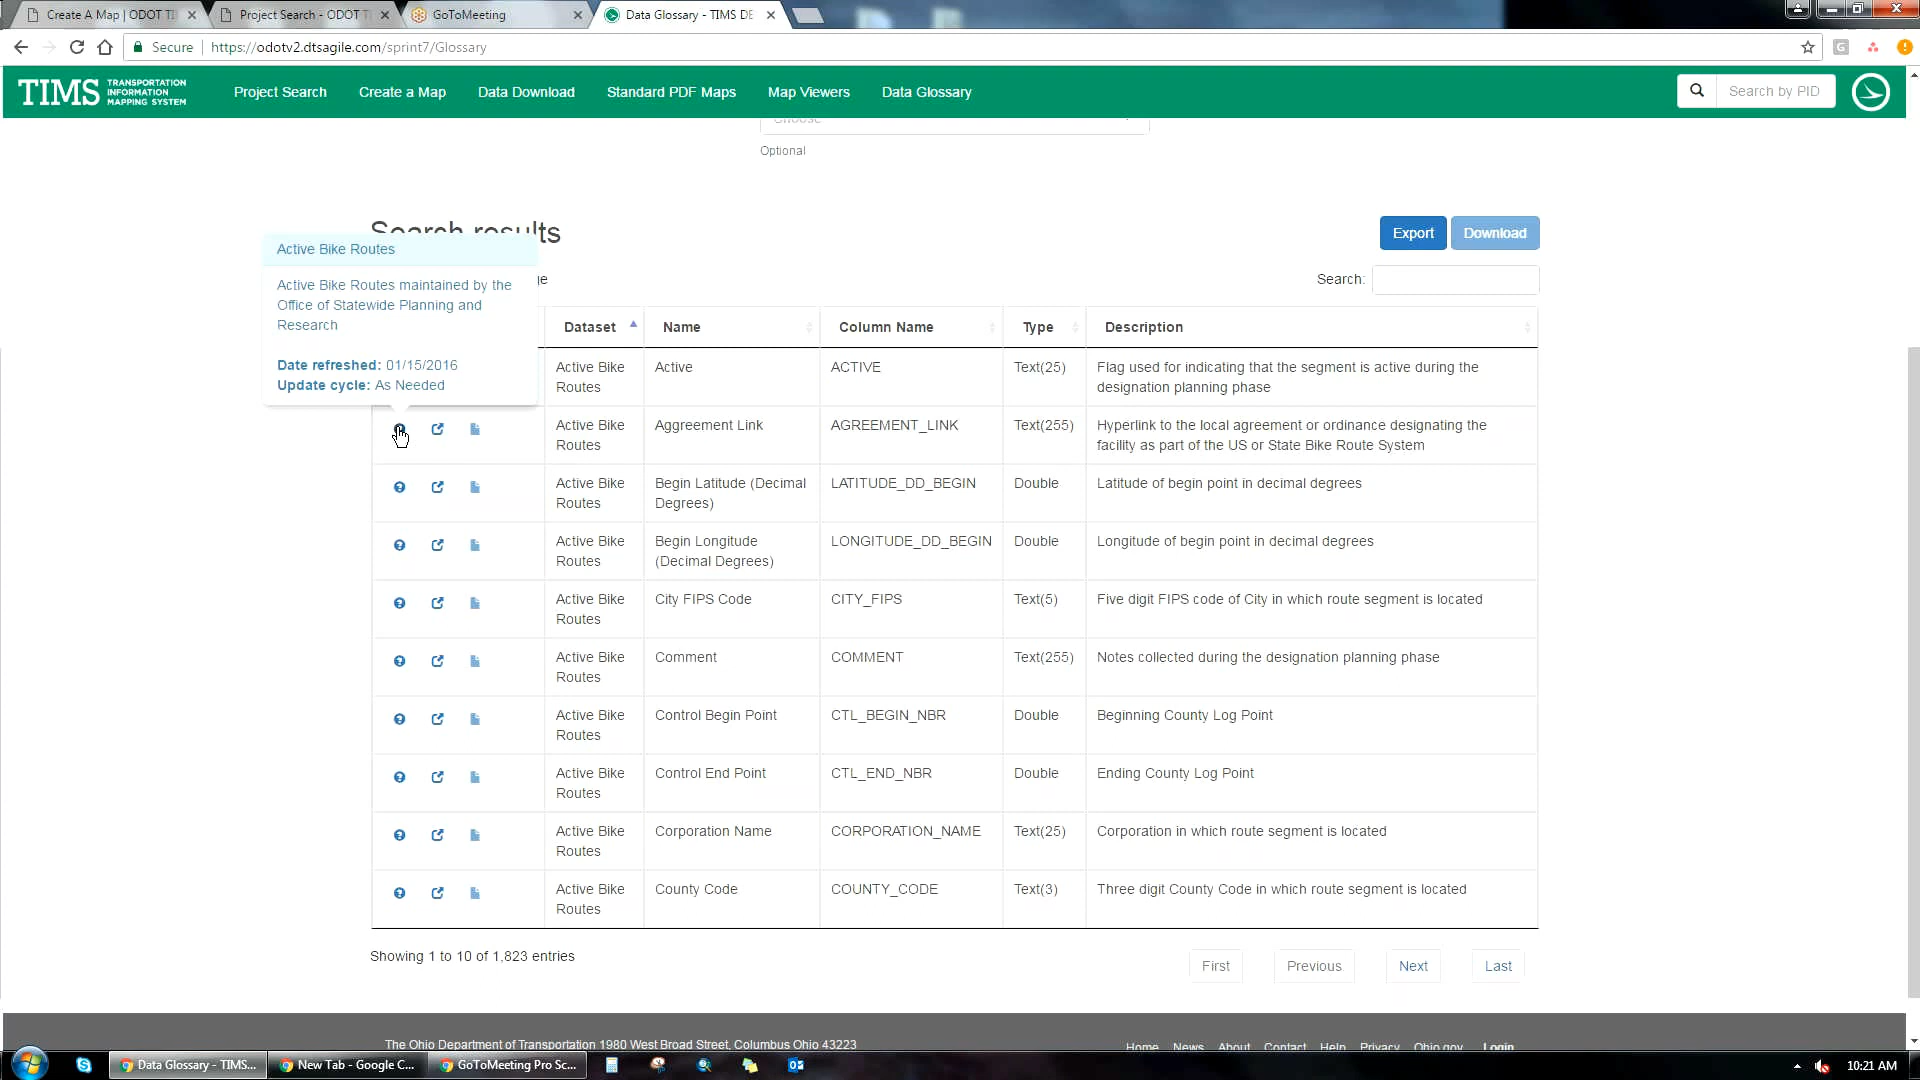 Create A Map | ODOT TI
Project Search - ODOT T
GoToMeeting
Data Glossary - TIMS DE
Secure
https://odotv2.dtsagile.com/sprint7/Glossary
TIMS TRANSPORTATION
INFORMATION
MAPPING SYSTEM
Project Search
Create a Map
Data Download
Standard PDF Maps
Map Viewers
Data Glossary
Search by PID
Choose
Optional
Search results
Export
Download
Active Bike Routes
Active Bike Routes maintained by the
Office of Statewide Planning and
Research
Date refreshed: 01/15/2016
Update cycle: As Needed
ge
Search:
Dataset Name Column Name Type Description
Active Bike Active ACTIVE Text(25) Flag used for indicating that the segment is active during the
Routes designation planning phase
Active Bike Aggreement Link AGREEMENT_LINK Text(255) Hyperlink to the local agreement or ordinance designating the
Routes facility as part of the US or State Bike Route System
Active Bike Begin Latitude (Decimal LATITUDE_DD_BEGIN Double Latitude of begin point in decimal degrees
Routes Degrees)
Active Bike Begin Longitude LONGITUDE_DD_BEGIN Double Longitude of begin point in decimal degrees
Routes (Decimal Degrees)
Active Bike City FIPS Code CITY_FIPS Text(5) Five digit FIPS code of City in which route segment is located
Routes
Active Bike Comment COMMENT Text(255) Notes collected during the designation planning phase
Routes
Active Bike Control Begin Point CTL_BEGIN_NBR Double Beginning County Log Point
Routes
Active Bike Control End Point CTL_END_NBR Double Ending County Log Point
Routes
Active Bike Corporation Name CORPORATION_NAME Text(25) Corporation in which route segment is located
Routes
Active Bike County Code COUNTY_CODE Text(3) Three digit County Code in which route segment is located
Routes
Showing 1 to 10 of 1,823 entries
First
Previous
Next
Last
The Ohio Department of Transportation 1980 West Broad Street, Columbus Ohio 43223
Home News About Contact Help Privacy Ohio.gov Login
Data Glossary - TIMS...
New Tab - Google C...
GoToMeeting Pro Sc...
10:21 AM